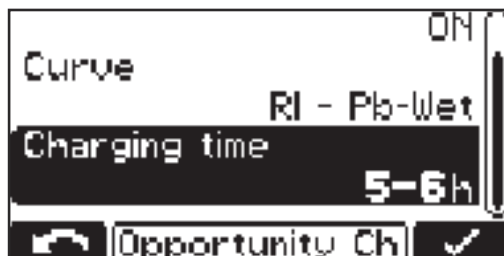 ON
Curve
RI - Pb-Wet
Charging time
5-6h
Opportunity Ch